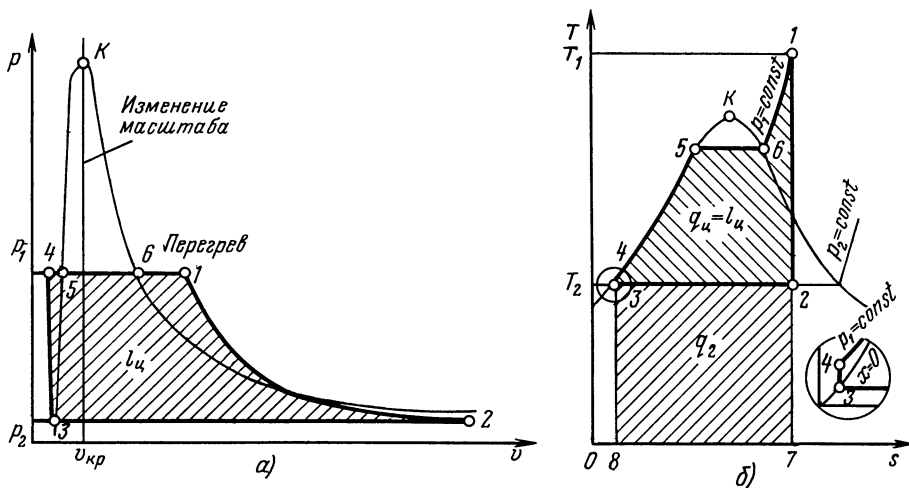 p
K
Изменение
масштаба
p₁
4
5
6
Перегрев
1
lц
p₂
3
2
υкр
а)
υ
T
T₁
1
K
p₁=const
5
6
qц=lц
p₂=const
4
T₂
3
2
q₂
p₁=const
4
x=0
3
0
8
7
s
б)